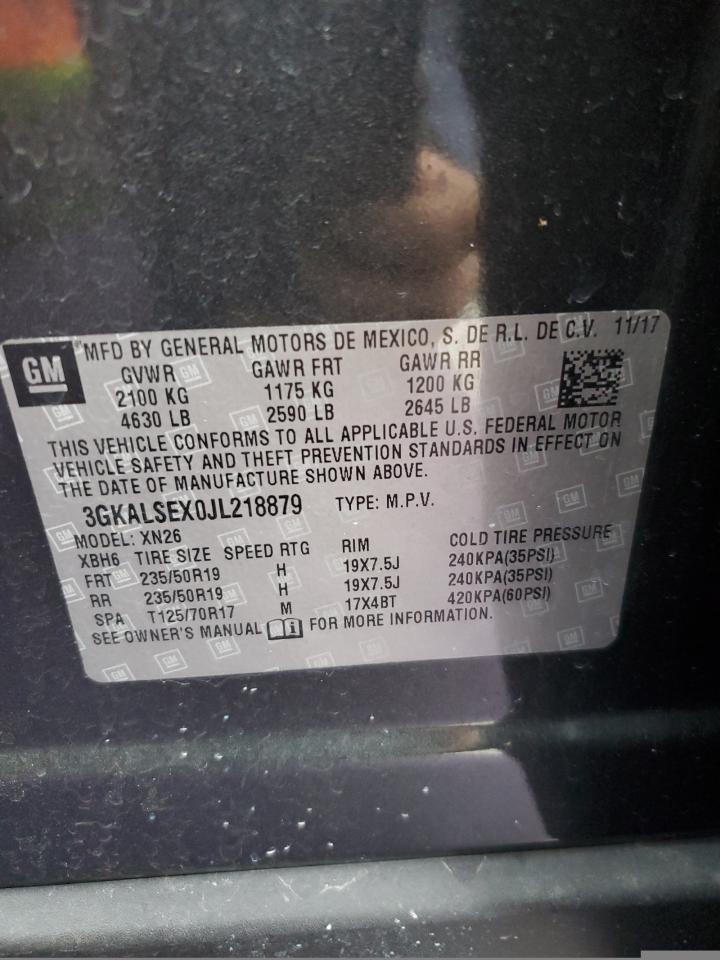 GM
MFD BY GENERAL MOTORS DE MEXICO, S. DE R.L. DE C.V. 11/17
GVWR GAWR FRT GAWR RR
2100 KG 1175 KG 1200 KG
4630 LB 2590 LB 2645 LB
THIS VEHICLE CONFORMS TO ALL APPLICABLE U.S. FEDERAL MOTOR
VEHICLE SAFETY AND THEFT PREVENTION STANDARDS IN EFFECT ON
THE DATE OF MANUFACTURE SHOWN ABOVE.
3GKALSEX0JL218879 TYPE: M.P.V.
MODEL: XN26
XBH6 TIRE SIZE SPEED RTG RIM COLD TIRE PRESSURE
FRT 235/50R19 H 19X7.5J 240KPA(35PSI)
RR 235/50R19 H 19X7.5J 240KPA(35PSI)
SPA T125/70R17 M 17X4BT 420KPA(60PSI)
SEE OWNER'S MANUAL FOR MORE INFORMATION.